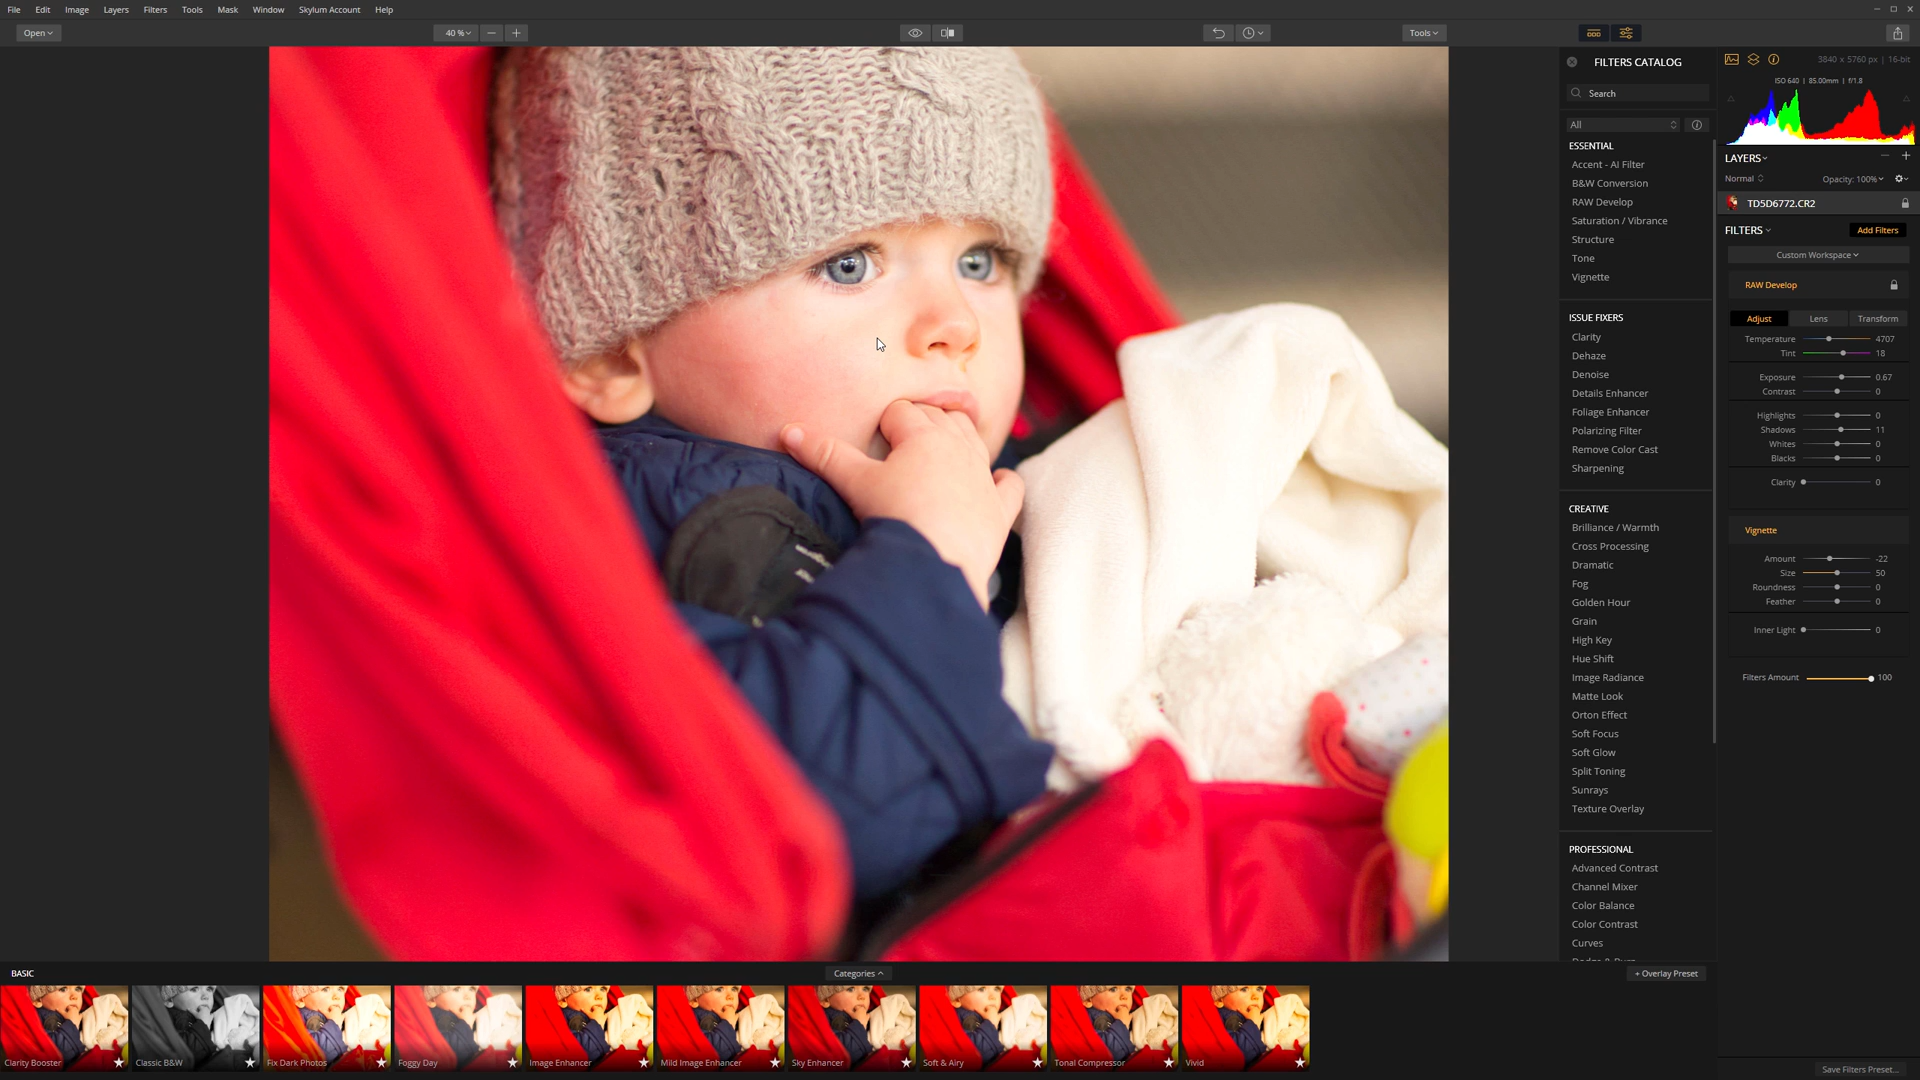 File Edit Image Layers Filters Tools Mask Window Skylum Account Help
Open 40 % Tools
FILTERS CATALOG
Search
All
ESSENTIAL
Accent - AI Filter
B&W Conversion
RAW Develop
Saturation / Vibrance
Structure
Tone
Vignette
ISSUE FIXERS
Clarity
Dehaze
Denoise
Details Enhancer
Foliage Enhancer
Polarizing Filter
Remove Color Cast
Sharpening
CREATIVE
Brilliance / Warmth
Cross Processing
Dramatic
Fog
Golden Hour
Grain
High Key
Hue Shift
Image Radiance
Matte Look
Orton Effect
Soft Focus
Soft Glow
Split Toning
Sunrays
Texture Overlay
PROFESSIONAL
Advanced Contrast
Channel Mixer
Color Balance
Color Contrast
Curves
3840 x 5760 px | 16-bit
ISO 640 | 85.00mm | f/1.8
LAYERS
Normal Opacity: 100%
TD5D6772.CR2
FILTERS Add Filters
Custom Workspace
RAW Develop
Adjust Lens Transform
Temperature 4707
Tint 18
Exposure 0.67
Contrast 0
Highlights 0
Shadows 11
Whites 0
Blacks 0
Clarity 0
Vignette
Amount -22
Size 50
Roundness 0
Feather 0
Inner Light 0
Filters Amount 100
BASIC Categories + Overlay Preset
Clarity Booster Classic B&W Fix Dark Photos Foggy Day Image Enhancer Mild Image Enhancer Sky Enhancer Soft & Airy Tonal Compressor Vivid
Save Filters Preset...